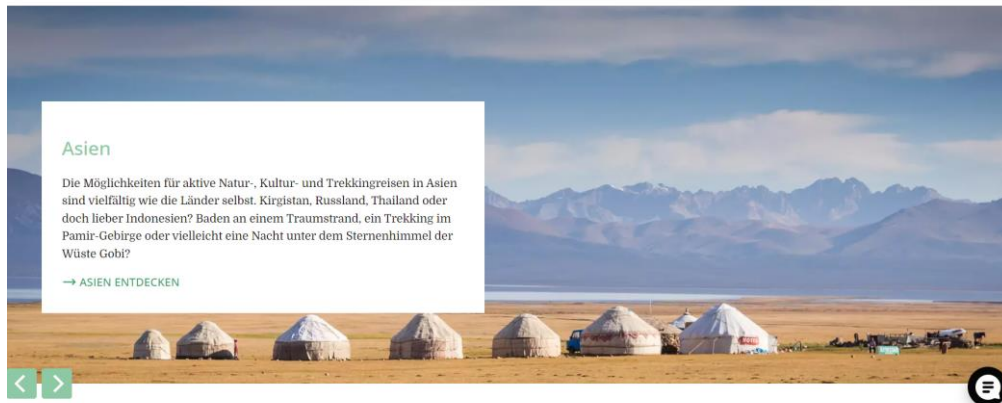 Asien
Die Möglichkeiten für aktive Natur-, Kultur- und Trekkingreisen in Asien
sind vielfältig wie die Länder selbst. Kirgistan, Russland, Thailand oder
doch lieber Indonesien? Baden an einem Traumstrand, ein Trekking im
Pamir-Gebirge oder vielleicht eine Nacht unter dem Sternenhimmel der
Wüste Gobi?
→ ASIEN ENTDECKEN